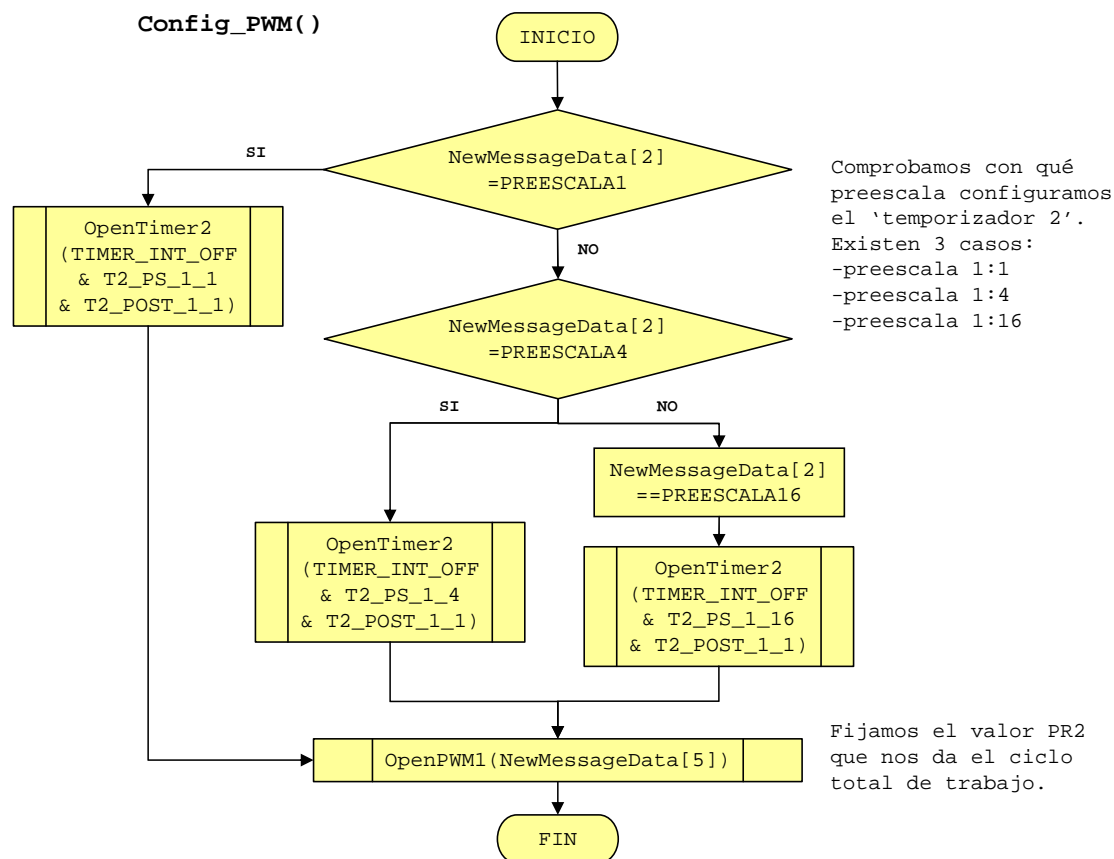 Config_PWM()
INICIO
NewMessageData[2]
=PREESCALA1
SI
NO
Comprobamos con qué
preescala configuramos
el ‘temporizador 2’.
Existen 3 casos:
-preescala 1:1
-preescala 1:4
-preescala 1:16
OpenTimer2
(TIMER_INT_OFF
& T2_PS_1_1
& T2_POST_1_1)
NewMessageData[2]
=PREESCALA4
SI
NO
NewMessageData[2]
==PREESCALA16
OpenTimer2
(TIMER_INT_OFF
& T2_PS_1_4
& T2_POST_1_1)
OpenTimer2
(TIMER_INT_OFF
& T2_PS_1_16
& T2_POST_1_1)
OpenPWM1(NewMessageData[5])
Fijamos el valor PR2
que nos da el ciclo
total de trabajo.
FIN